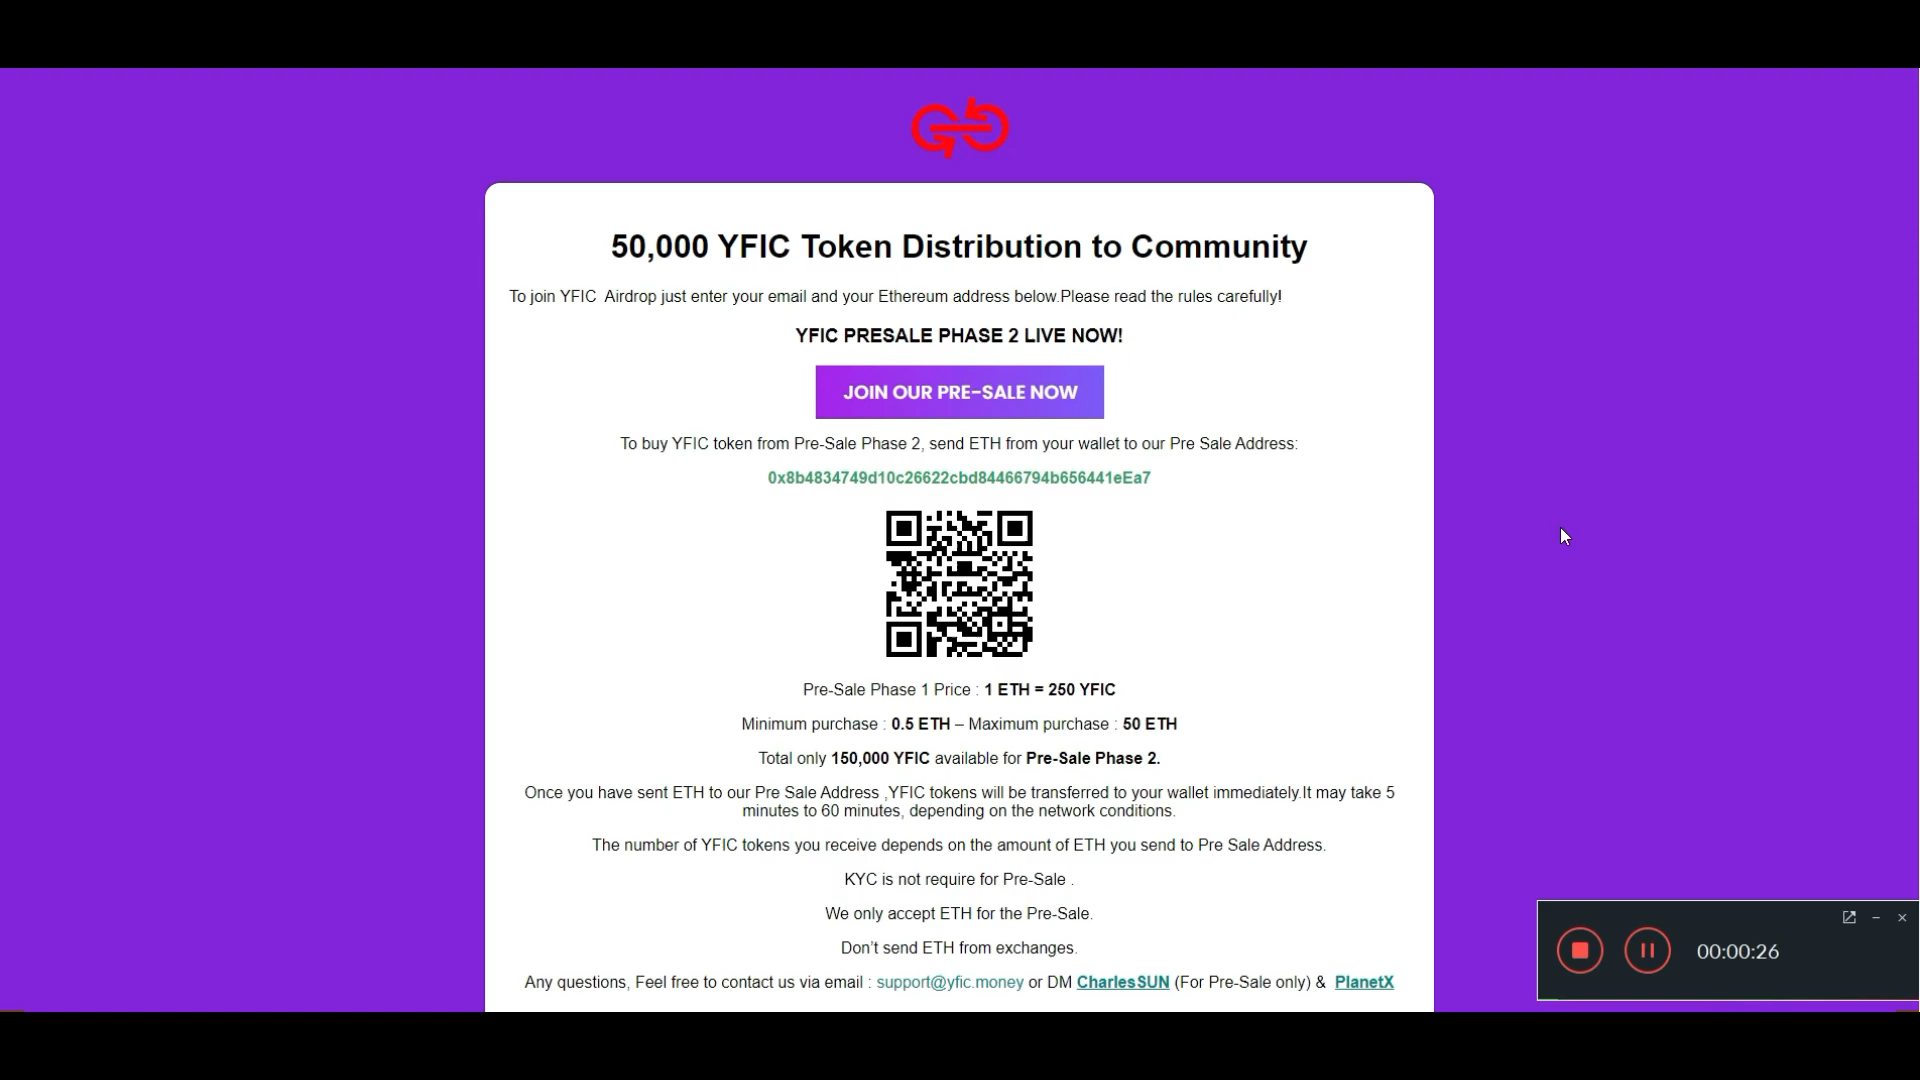 50,000 YFIC Token Distribution to Community
To join YFIC Airdrop just enter your email and your Ethereum address below.Please read the rules carefully!
YFIC PRESALE PHASE 2 LIVE NOW!
JOIN OUR PRE-SALE NOW
To buy YFIC token from Pre-Sale Phase 2, send ETH from your wallet to our Pre Sale Address:
0x8b4834749d10c26622cbd84466794b656441eEa7
Pre-Sale Phase 1 Price : 1 ETH = 250 YFIC
Minimum purchase : 0.5 ETH – Maximum purchase : 50 ETH
Total only 150,000 YFIC available for Pre-Sale Phase 2.
Once you have sent ETH to our Pre Sale Address ,YFIC tokens will be transferred to your wallet immediately.It may take 5
minutes to 60 minutes, depending on the network conditions.
The number of YFIC tokens you receive depends on the amount of ETH you send to Pre Sale Address.
KYC is not require for Pre-Sale .
We only accept ETH for the Pre-Sale.
Don't send ETH from exchanges.
Any questions, Feel free to contact us via email : support@yfic.money or DM CharlesSUN (For Pre-Sale only) & PlanetX
00:00:26